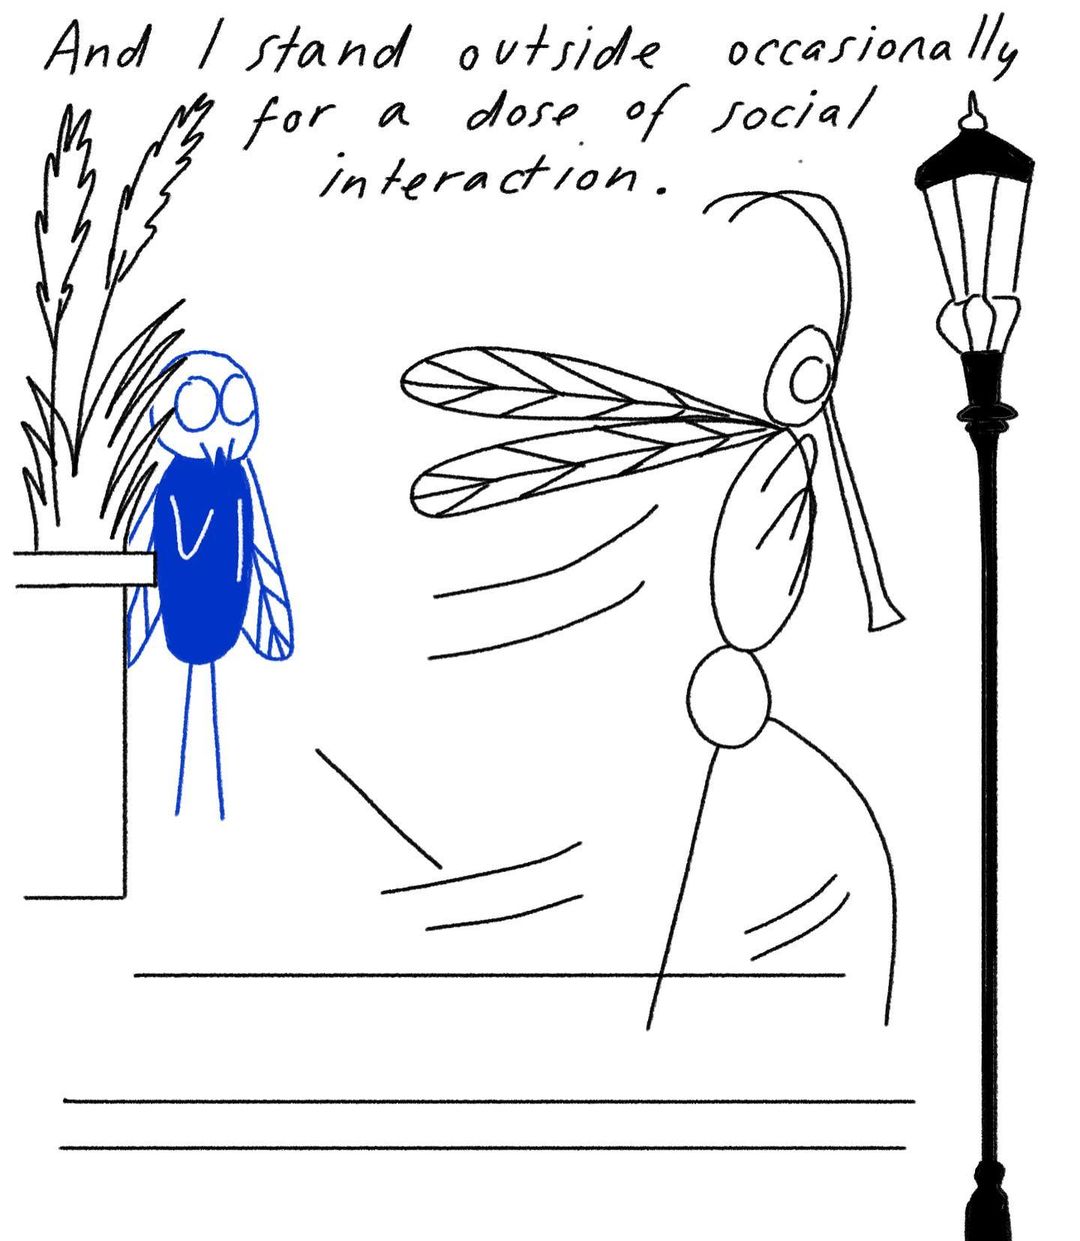 And I stand outside occasionally
for a dose of social
interaction.